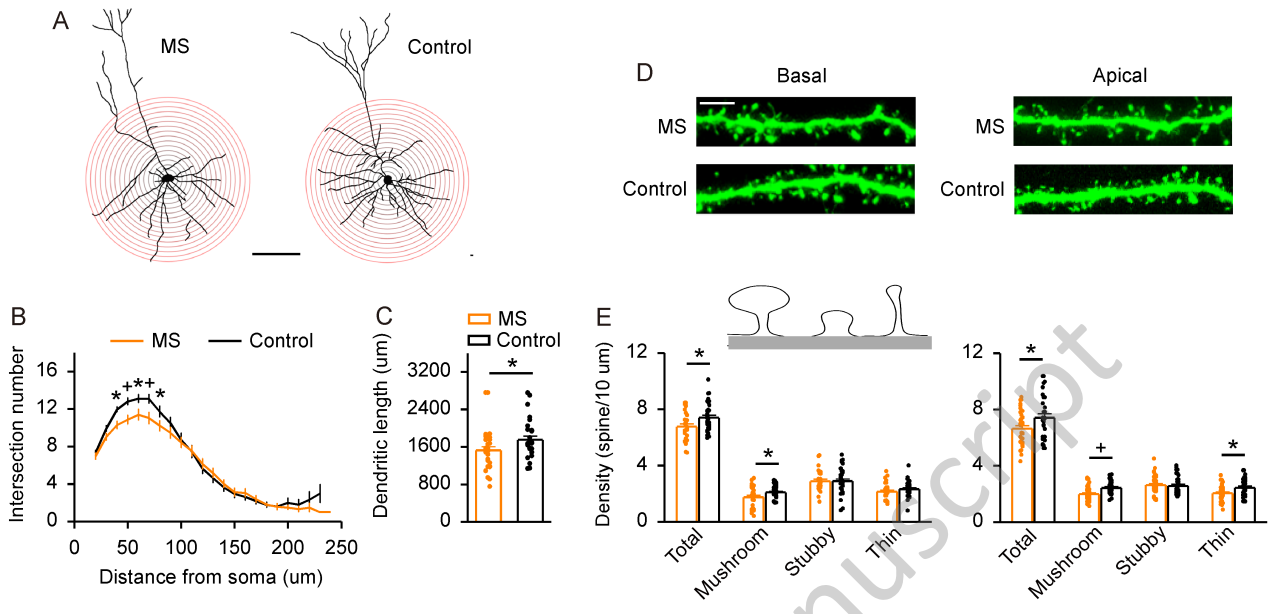 A
MS
Control
D
Basal
Apical
MS
Control
MS
Control
B
MS
Control
Intersection number
16
12
8
4
0
* + * + *
0
50
100
150
200
250
Distance from soma (um)
C
MS
Control
Dendritic length (um)
3200
2400
1600
800
0
*
E
Density (spine/10 um)
12
8
4
0
*
*
Total
Mushroom
Stubby
Thin
12
8
4
0
*
+
*
Total
Mushroom
Stubby
Thin
nuscript